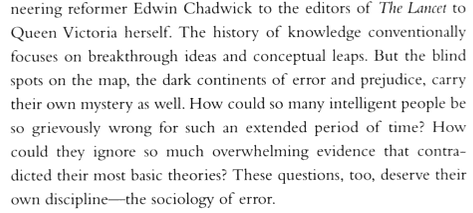 neering reformer Edwin Chadwick to the editors of The Lancet to
Queen Victoria herself. The history of knowledge conventionally
focuses on breakthrough ideas and conceptual leaps. But the blind
spots on the map, the dark continents of error and prejudice, carry
their own mystery as well. How could so many intelligent people be
so grievously wrong for such an extended period of time? How
could they ignore so much overwhelming evidence that contra-
dicted their most basic theories? These questions, too, deserve their
own discipline—the sociology of error.